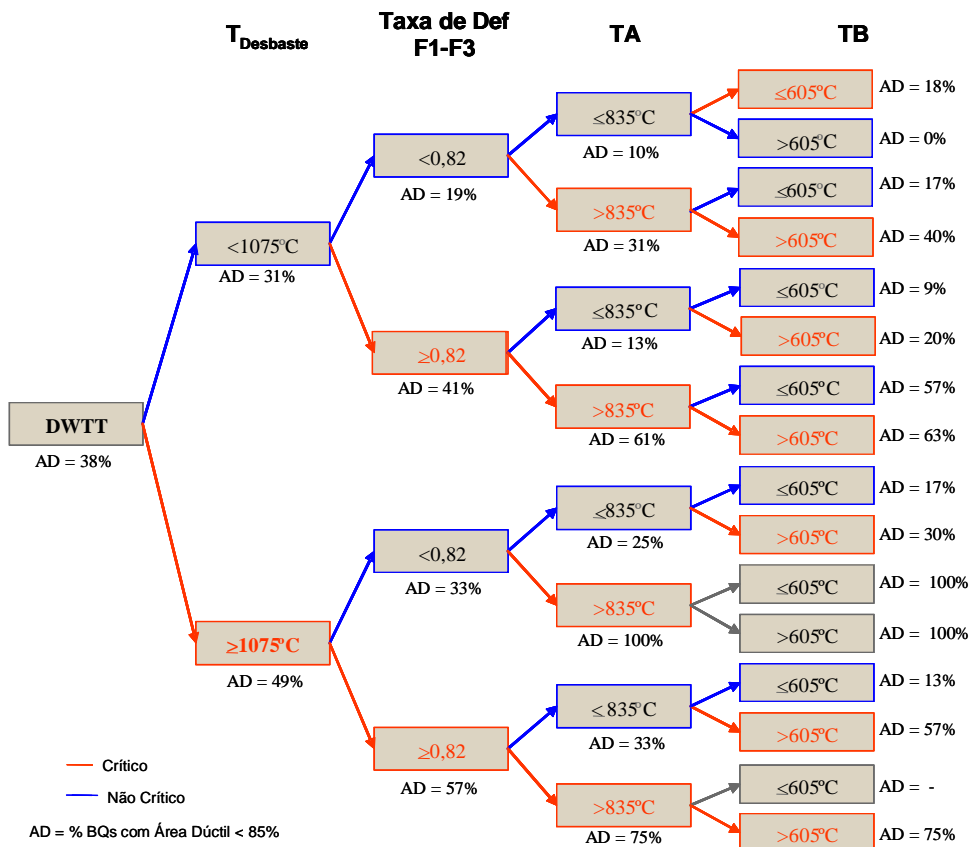 T Desbaste
Taxa de Def
F1-F3
TA
TB
DWTT
AD = 38%
<1075°C
AD = 31%
≥1075ºC
AD = 49%
<0,82
AD = 19%
≥0,82
AD = 41%
<0,82
AD = 33%
≥0,82
AD = 57%
≤835°C
AD = 10%
>835ºC
AD = 31%
≤835ºC
AD = 13%
>835ºC
AD = 61%
≤835°C
AD = 25%
>835ºC
AD = 100%
≤835°C
AD = 33%
>835ºC
AD = 75%
≤605ºC AD = 18%
>605°C AD = 0%
≤605°C AD = 17%
>605ºC AD = 40%
≤605°C AD = 9%
>605ºC AD = 20%
≤605ºC AD = 57%
>605ºC AD = 63%
≤605ºC AD = 17%
>605ºC AD = 30%
≤605ºC AD = 100%
>605ºC AD = 100%
≤605ºC AD = 13%
>605ºC AD = 57%
≤605ºC AD = -
>605ºC AD = 75%
Crítico
Não Crítico
AD = % BQs com Área Dúctil < 85%